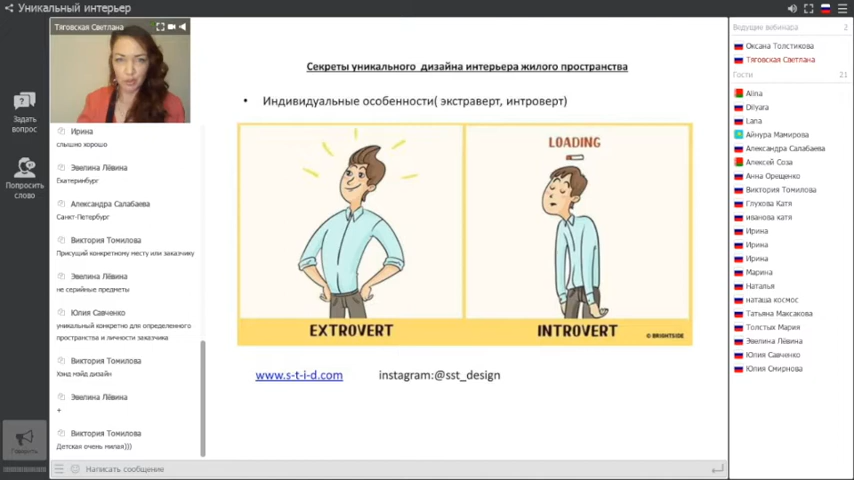 Уникальный интерьер
Тяговская Светлана
Задать
вопрос
Попросить
слово
Говорить
Ирина
слышно хорошо
Эвелина Лёвина
Екатеринбург
Александра Салабаева
Санкт-Петербург
Виктория Томилова
Присущий конкретному месту или заказчику
Эвелина Лёвина
не серийные предметы
Юлия Савченко
уникальный конкретно для определенного
пространства и личности заказчика
Виктория Томилова
Хэнд мэйд дизайн
Эвелина Лёвина
+
Виктория Томилова
Детская очень милая)))
Написать сообщение
Секреты уникального дизайна интерьера жилого пространства
• Индивидуальные особенности( экстраверт, интроверт)
LOADING
EXTROVERT
INTROVERT
© BRIGHTSIDE
www.s-t-i-d.com instagram:@sst_design
Ведущие вебинара 2
Оксана Толстикова
Тяговская Светлана
Гости 21
Alina
Dilyara
Lana
Айнура Мамирова
Александра Салабаева
Алексей Соза
Анна Орещенко
Виктория Томилова
Глухова Катя
иванова катя
Ирина
Ирина
Ирина
Марина
Наталья
наташа космос
Татьяна Максакова
Толстых Мария
Эвелина Лёвина
Юлия Савченко
Юлия Смирнова